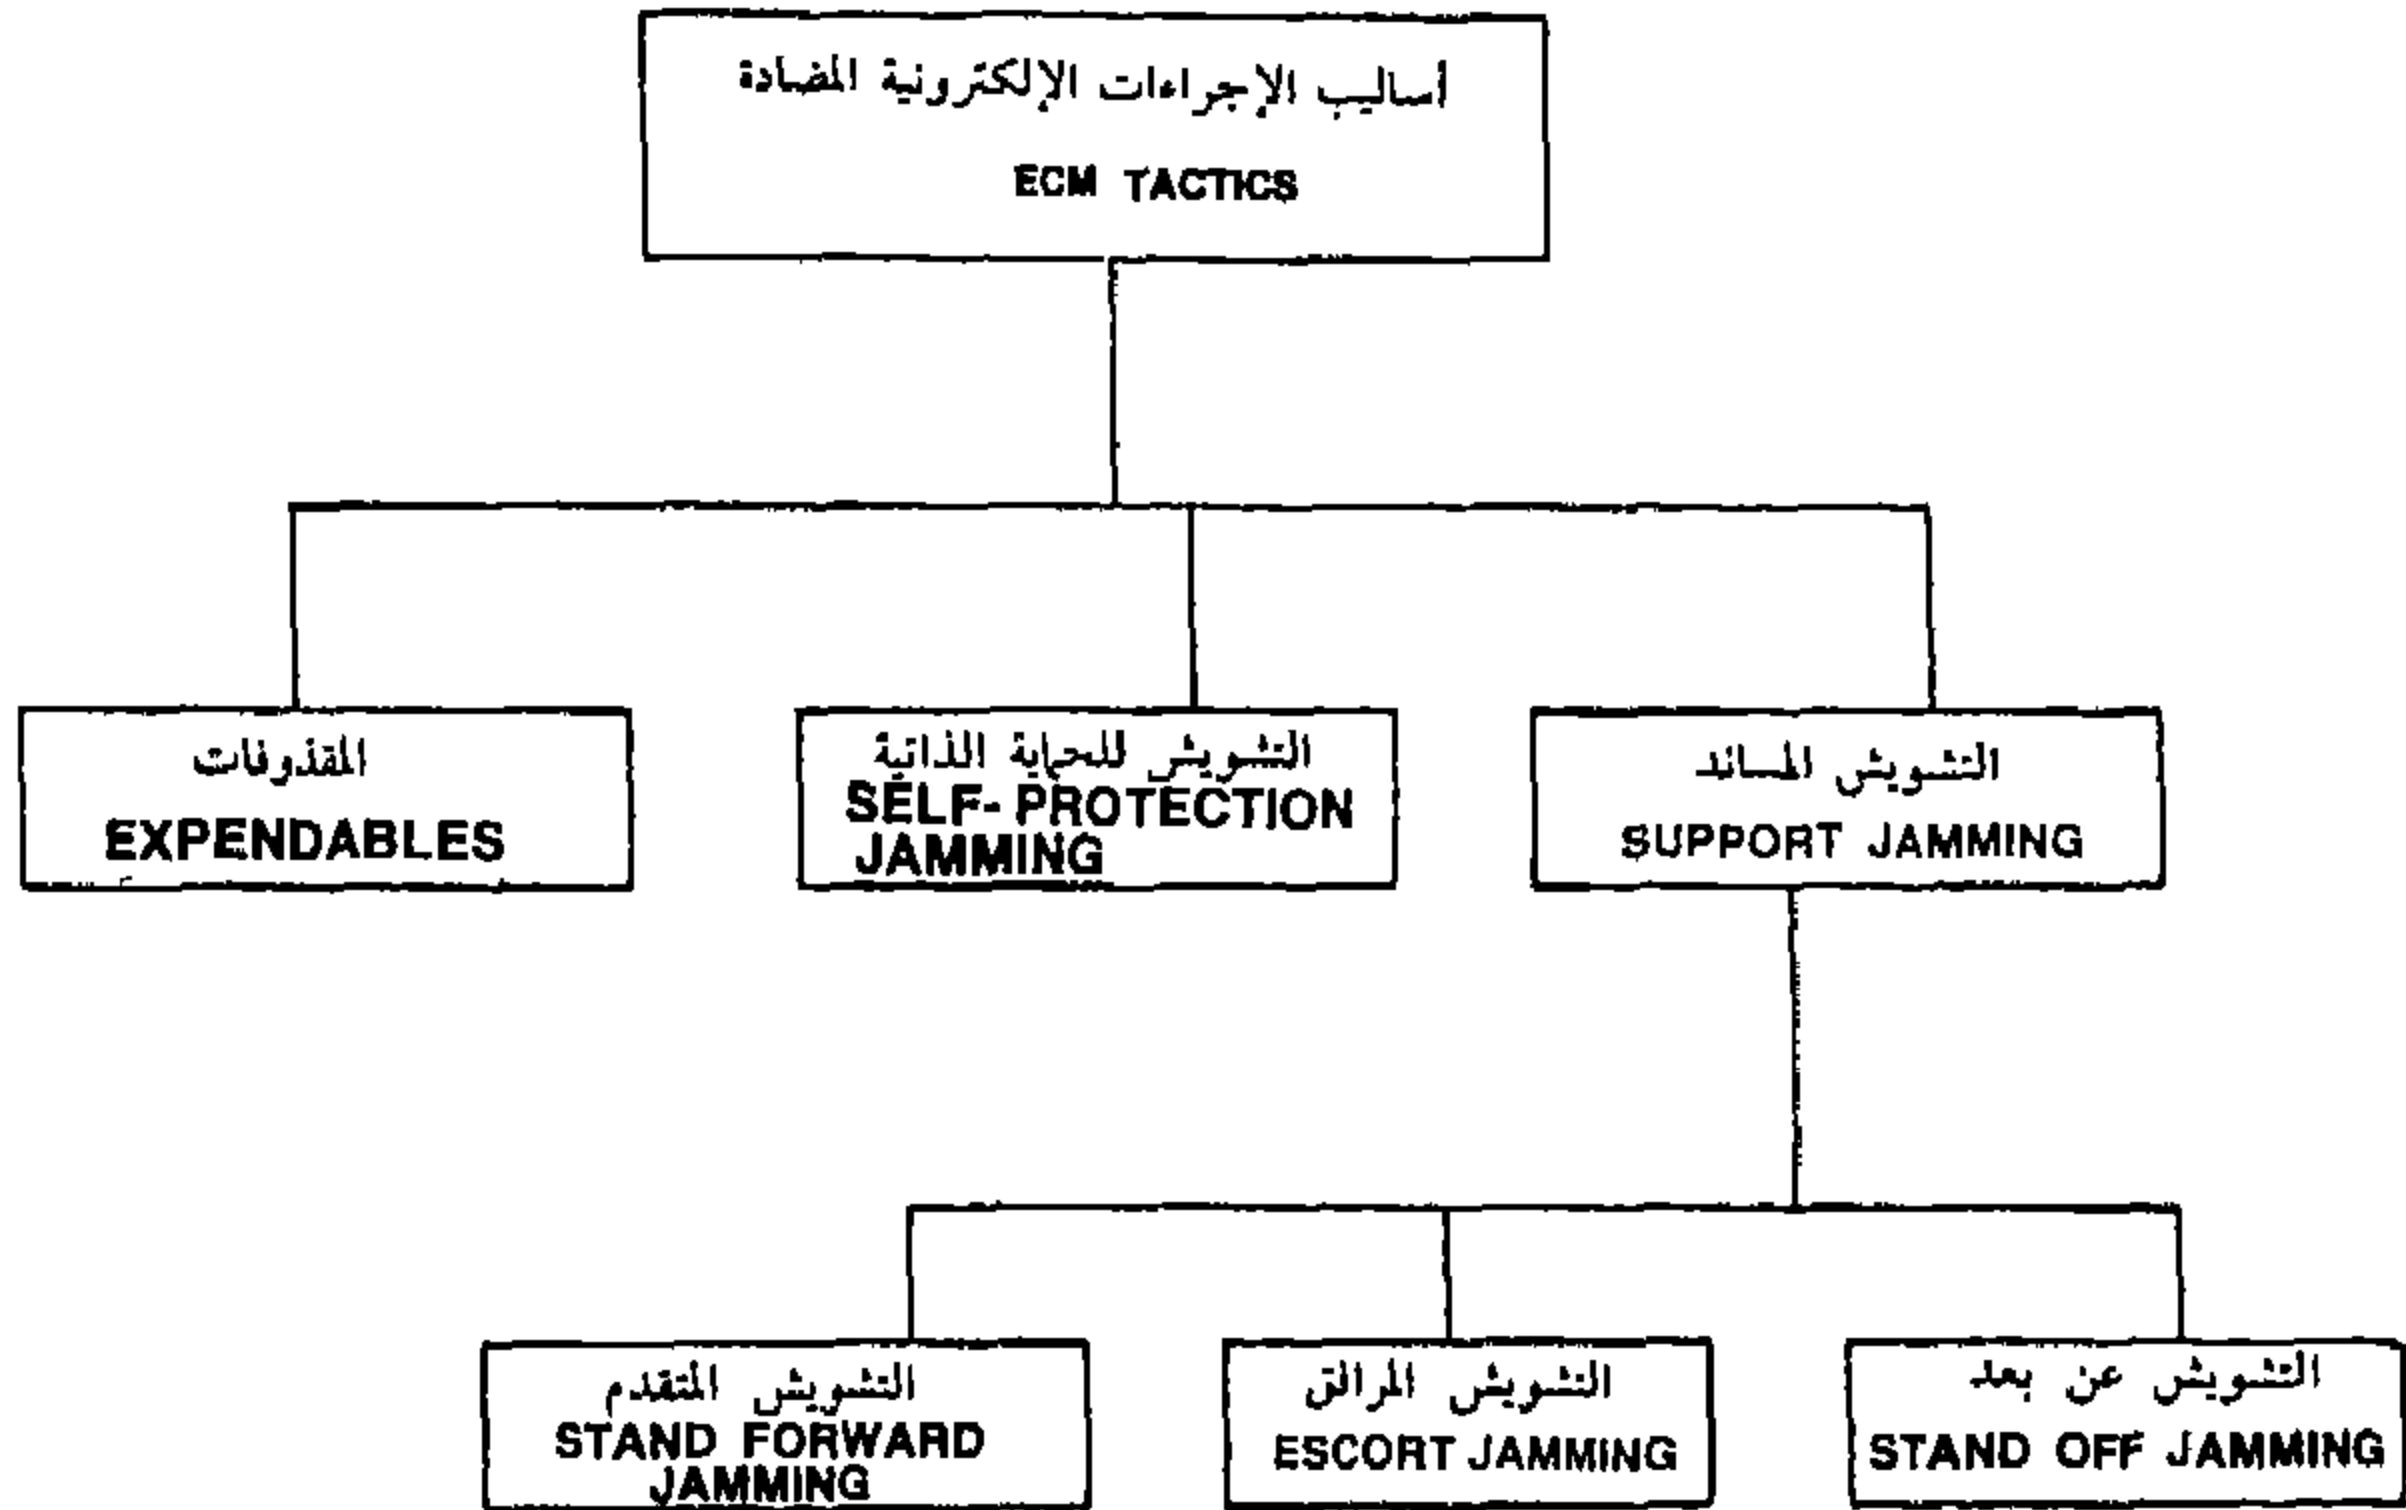 أساليب الإجراءات الإلكترونية المضادة
ECM TACTICS
المقذوفات
EXPENDABLES
التشويش للحماية الذاتية
SELF-PROTECTION
JAMMING
التشويش المساند
SUPPORT JAMMING
التشويش المتقدم
STAND FORWARD
JAMMING
التشويش المرافق
ESCORT JAMMING
التشويش عن بعد
STAND OFF JAMMING